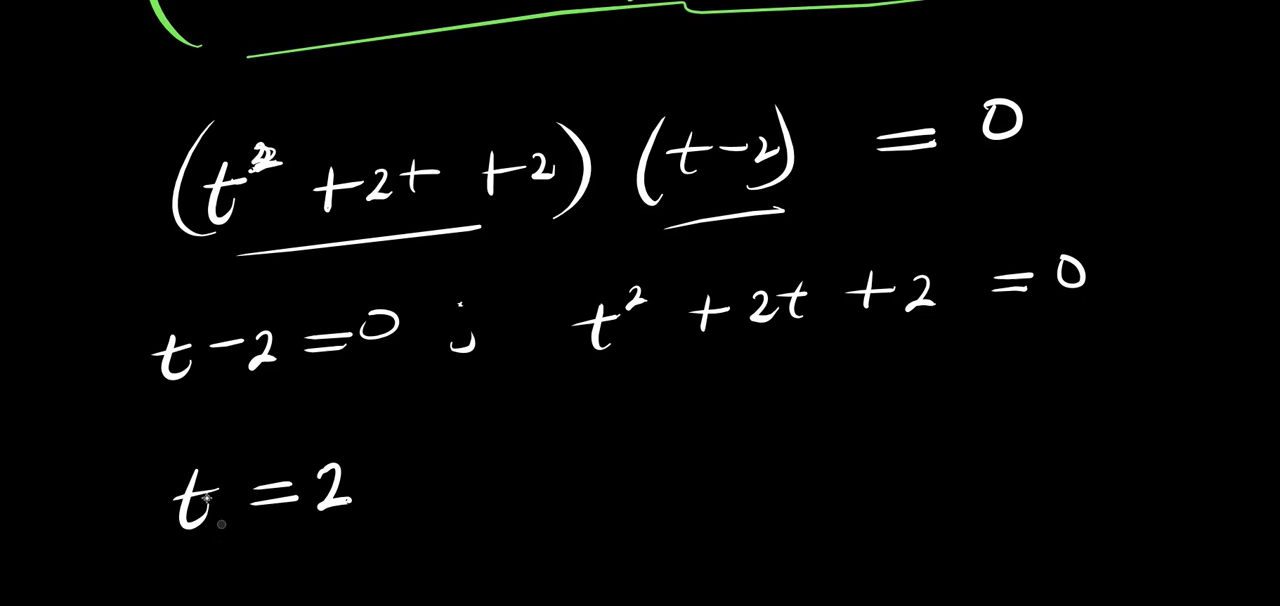 (t² + 2t + 2) (t - 2) = 0
t - 2 = 0 ; t² + 2t + 2 = 0
t = 2